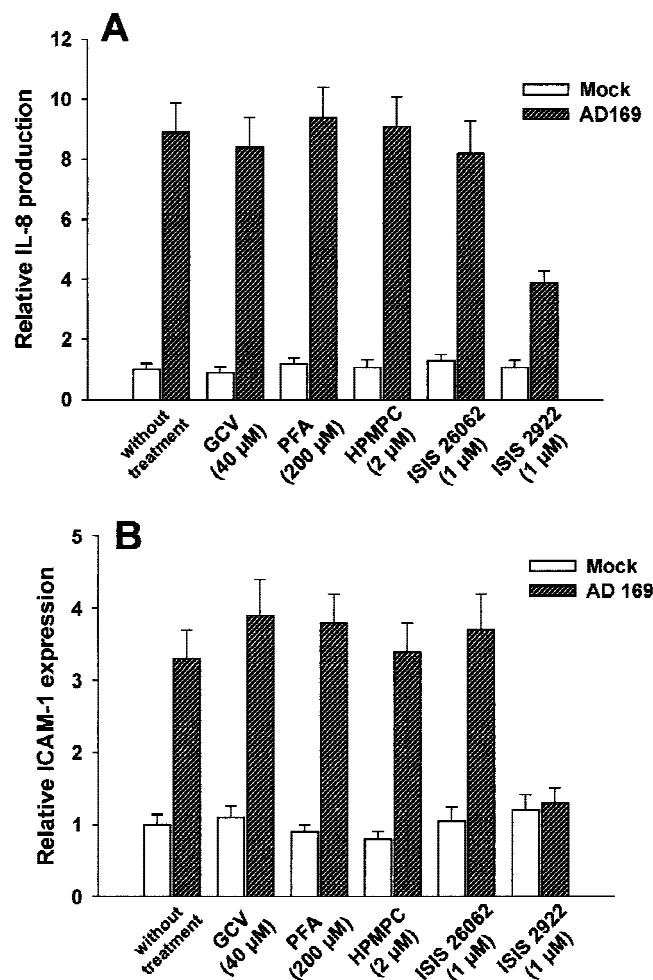 A
12
10
8
6
4
2
0
Relative IL-8 production
Mock
AD169
without
treatment
GCV
(40 µM)
PFA
(200 µM)
HPMPC
(2 µM)
ISIS 26062
(1 µM)
ISIS 2922
(1 µM)
B
5
4
3
2
1
0
Relative ICAM-1 expression
Mock
AD 169
without
treatment
GCV
(40 µM)
PFA
(200 µM)
HPMPC
(2 µM)
ISIS 26062
(1 µM)
ISIS 2922
(1 µM)